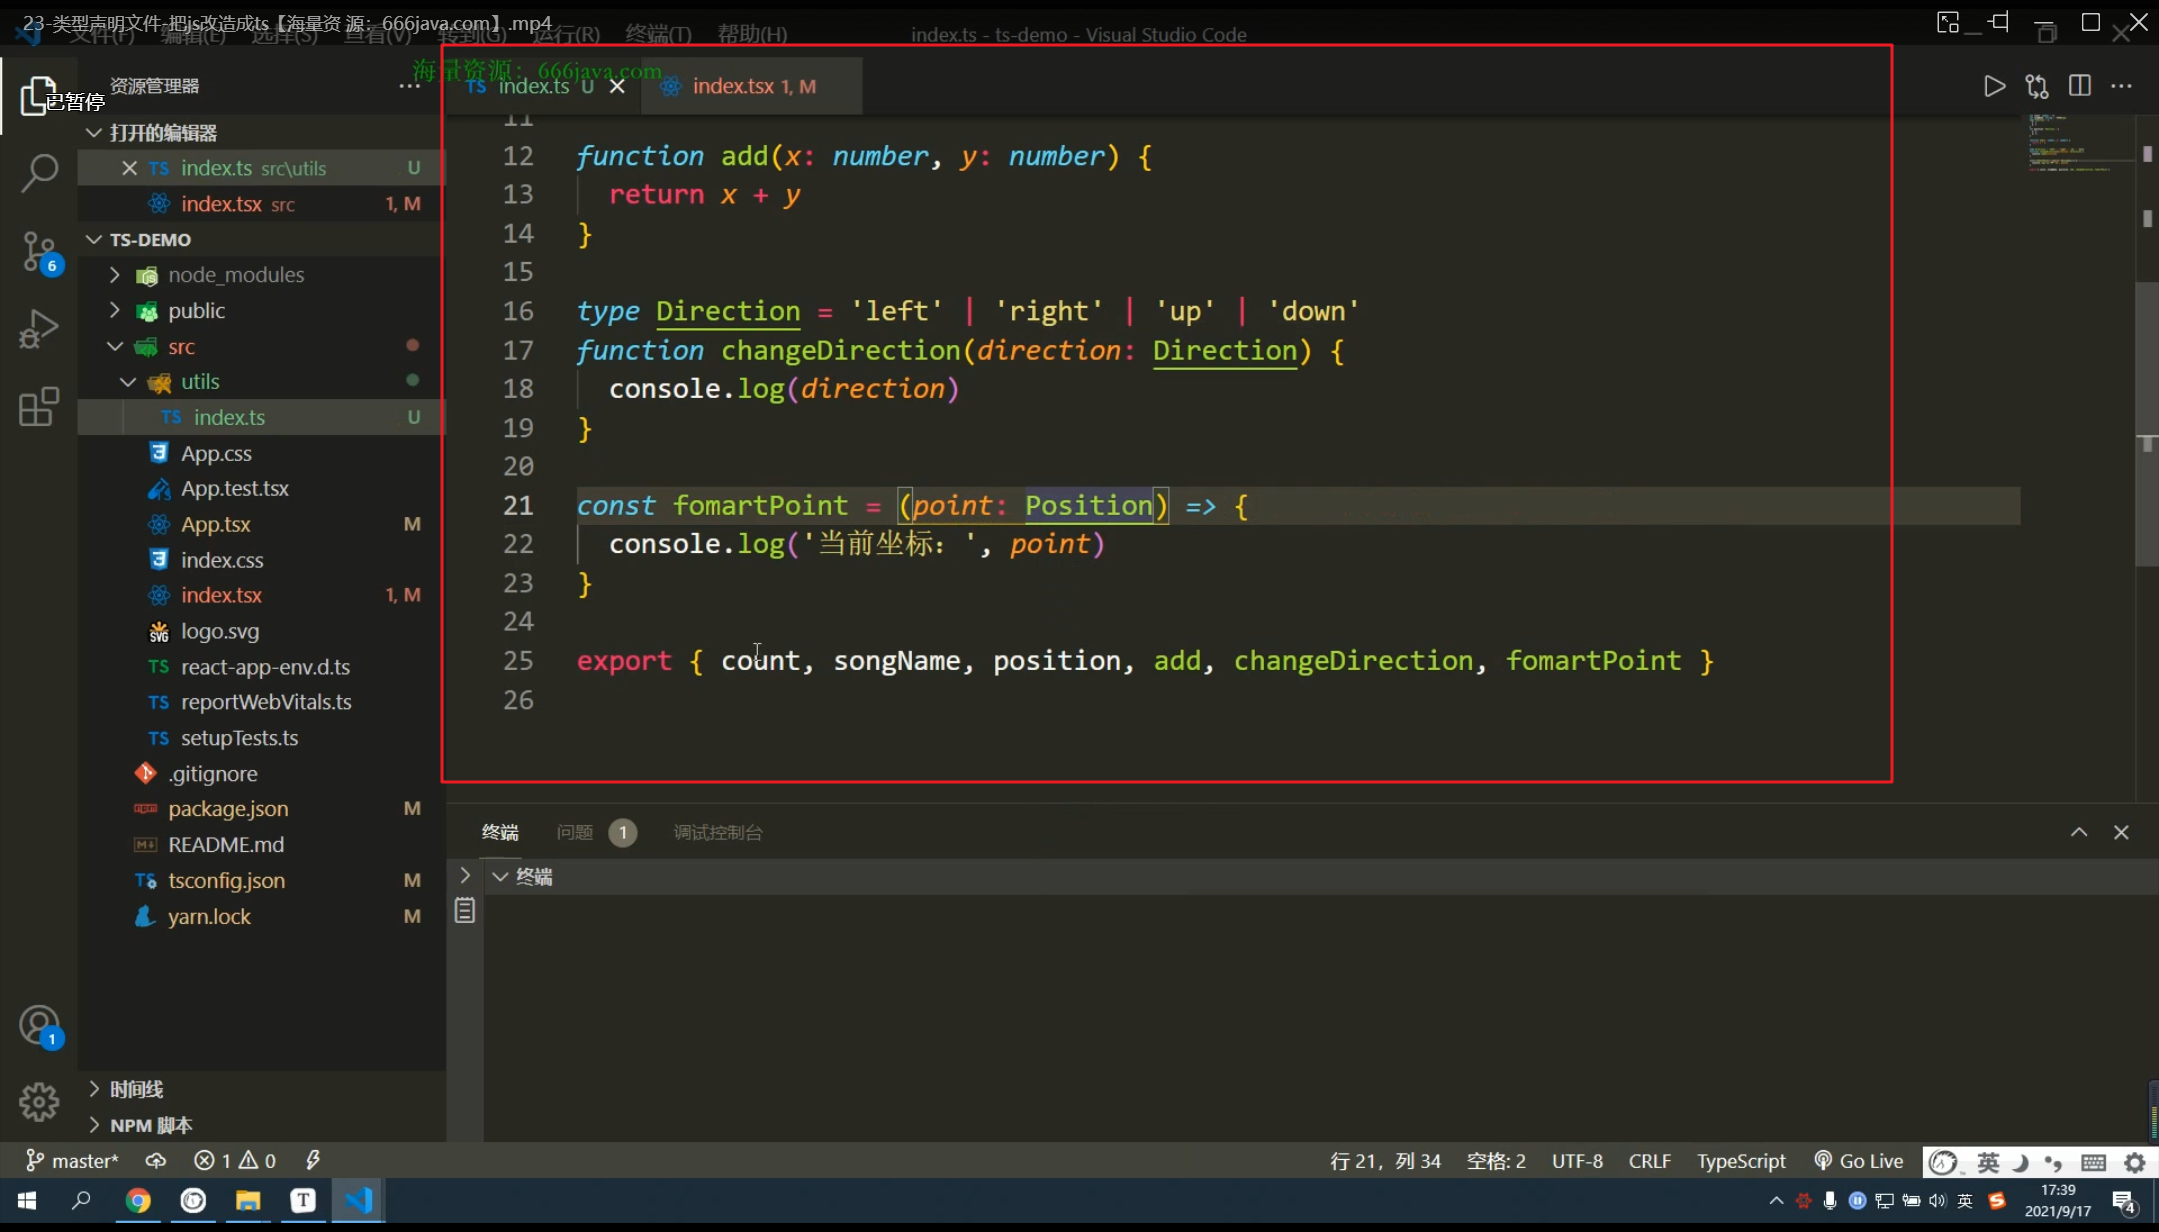 23-类型声明文件-把js改造成ts【海量资 源：666java.com】.mp4
文件(F) 编辑(E) 选择(S) 查看(V) 转到(G) 运行(R) 终端(T) 帮助(H) index.ts - ts-demo - Visual Studio Code
海量资源：666java.com
已暂停
资源管理器
TS index.ts U
index.tsx 1, M
打开的编辑器
TS index.ts src\utils U
index.tsx src 1, M
TS-DEMO
node_modules
public
src
utils
TS index.ts U
App.css
App.test.tsx
App.tsx M
index.css
index.tsx 1, M
logo.svg
TS react-app-env.d.ts
TS reportWebVitals.ts
TS setupTests.ts
.gitignore
package.json M
README.md
tsconfig.json M
yarn.lock M
时间线
NPM 脚本
6
1
11
12 function add(x: number, y: number) {
13 return x + y
14 }
15
16 type Direction = 'left' | 'right' | 'up' | 'down'
17 function changeDirection(direction: Direction) {
18 console.log(direction)
19 }
20
21 const fomartPoint = (point: Position) => {
22 console.log('当前坐标：', point)
23 }
24
25 export { count, songName, position, add, changeDirection, fomartPoint }
26
终端 问题 1 调试控制台
终端
master* 1 0 行 21，列 34 空格: 2 UTF-8 CRLF TypeScript Go Live 英
英 17:39
2021/9/17 4